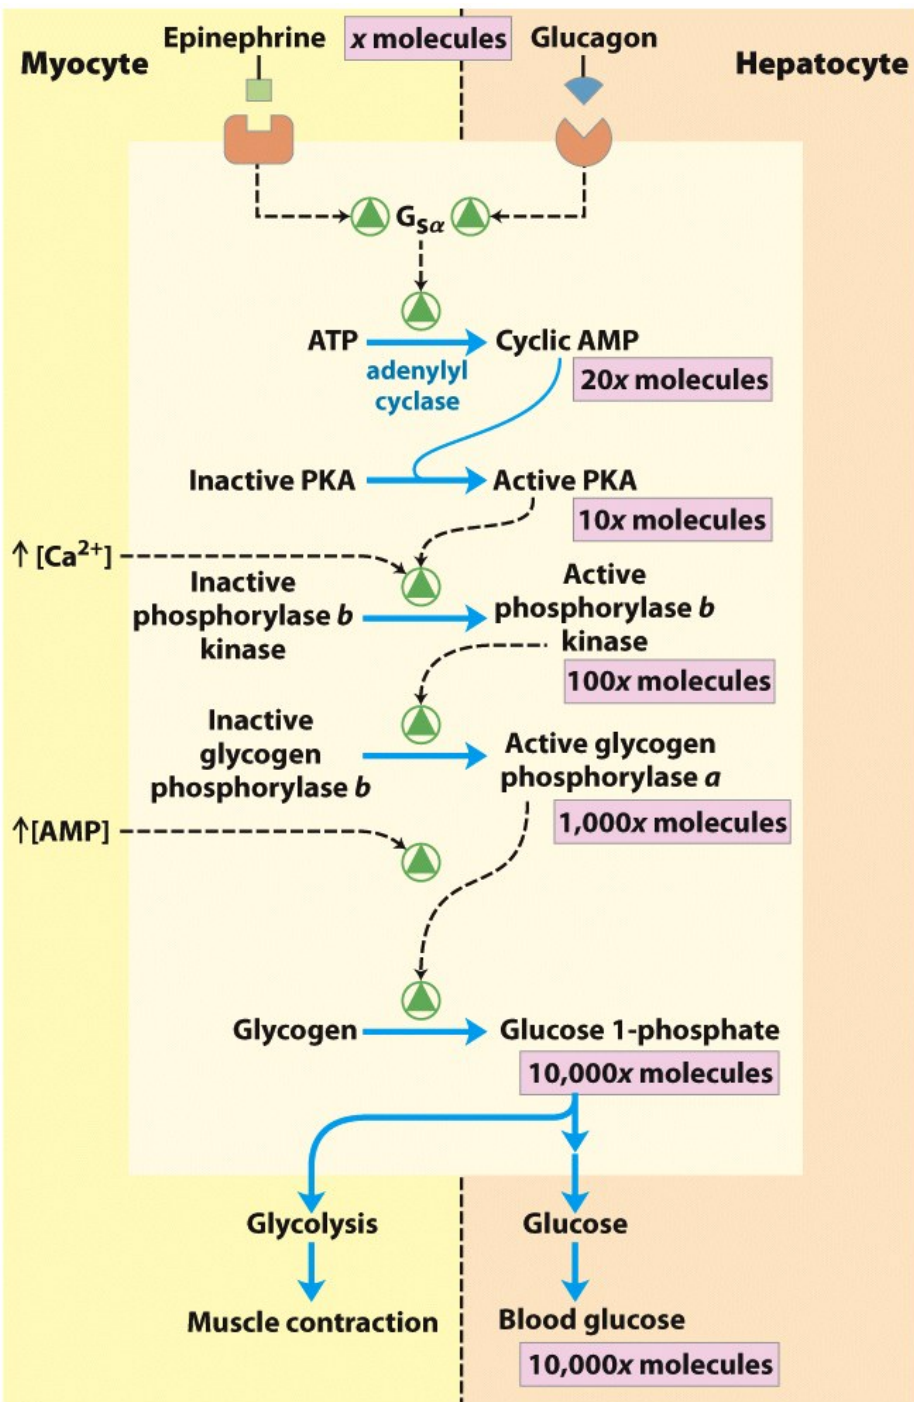 Epinephrine
x molecules
Glucagon
Myocyte
Hepatocyte
Gsα
ATP
Cyclic AMP
adenylyl
cyclase
20x molecules
Inactive PKA
Active PKA
10x molecules
↑ [Ca2+]
Inactive
phosphorylase b
kinase
Active
phosphorylase b
kinase
100x molecules
Inactive
glycogen
phosphorylase b
Active glycogen
phosphorylase a
1,000x molecules
↑[AMP]
Glycogen
Glucose 1-phosphate
10,000x molecules
Glycolysis
Glucose
Muscle contraction
Blood glucose
10,000x molecules